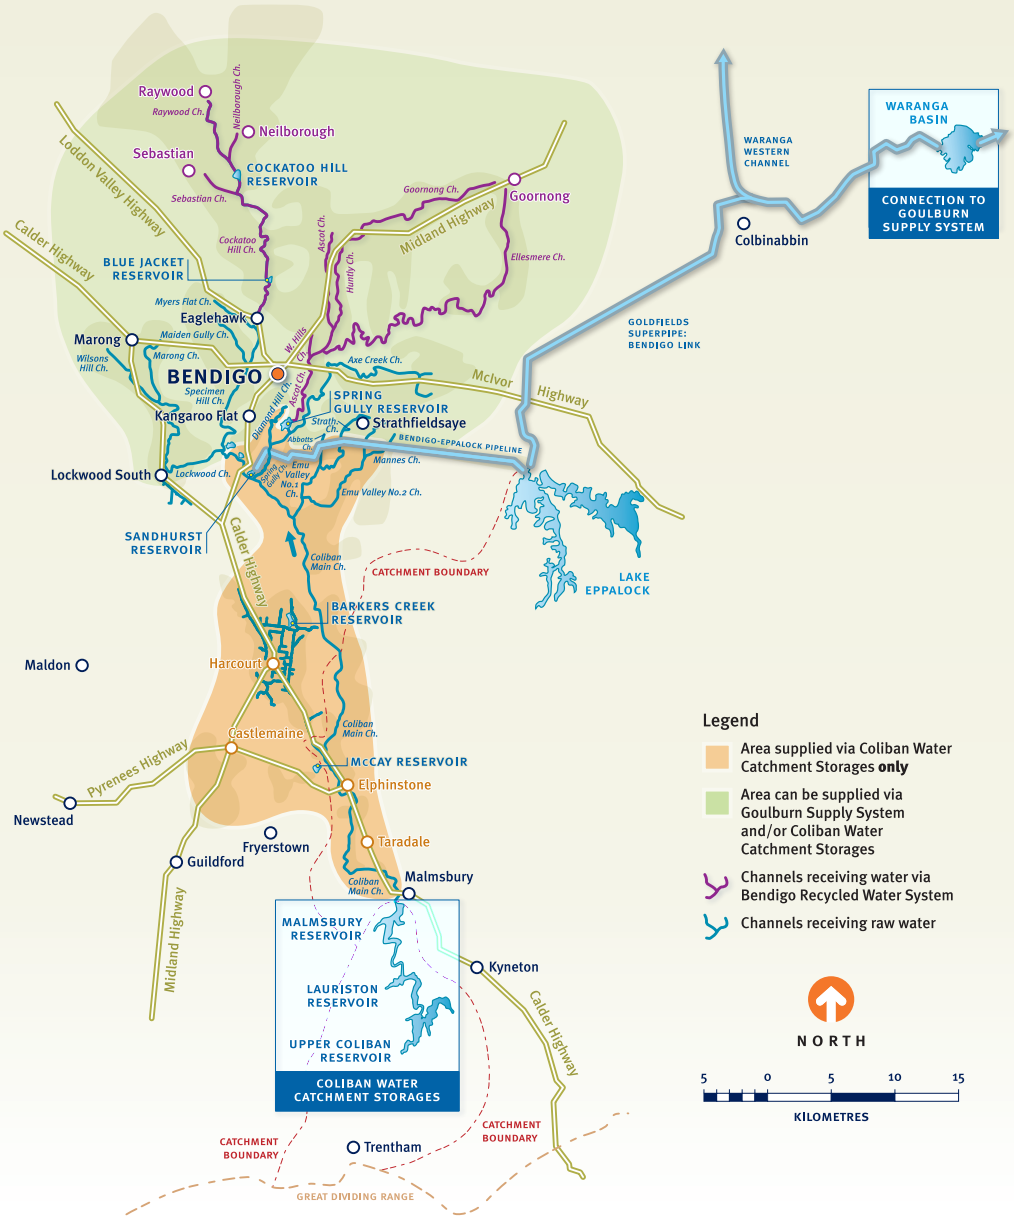 Raywood
Raywood Ch.
Neilborough Ch.
Neilborough
Sebastian
COCKATOO HILL
RESERVOIR
Sebastian Ch.
Loddon Valley Highway
Calder Highway
Cockatoo
Hill Ch.
Goornong Ch.
Goornong
Midland Highway
Ascot Ch.
Huntly Ch.
Ellesmere Ch.
WARANGA
WESTERN
CHANNEL
WARANGA
BASIN
CONNECTION TO
GOULBURN
SUPPLY SYSTEM
Colbinabbin
BLUE JACKET
RESERVOIR
Myers Flat Ch.
Eaglehawk
Maiden Gully Ch.
Marong
Marong Ch.
Wilsons
Hill Ch.
W. Hills
Ch.
Axe Creek Ch.
GOLDFIELDS
SUPERPIPE:
BENDIGO LINK
BENDIGO
McIvor Highway
Specimen
Hill Ch.
Diamond Hill Ch.
Ascot Ch.
SPRING
GULLY RESERVOIR
Kangaroo Flat
Strath.
Ch.
Strathfieldsaye
Abbotts
Ch.
BENDIGO-EPPALOCK PIPELINE
Mannes Ch.
Lockwood South
Lockwood Ch.
Spring
Gully Ch.
Emu
Valley
No.1
Ch.
Emu Valley No.2 Ch.
SANDHURST
RESERVOIR
Calder Highway
Coliban
Main Ch.
CATCHMENT BOUNDARY
LAKE
EPPALOCK
BARKERS CREEK
RESERVOIR
Maldon
Harcourt
Coliban
Main Ch.
Castlemaine
Pyrenees Highway
McCAY RESERVOIR
Elphinstone
Newstead
Fryerstown
Taradale
Guildford
Malmsbury
Coliban
Main Ch.
Midland Highway
MALMSBURY
RESERVOIR
Kyneton
LAURISTON
RESERVOIR
Calder Highway
UPPER COLIBAN
RESERVOIR
COLIBAN WATER
CATCHMENT STORAGES
CATCHMENT
BOUNDARY
CATCHMENT
BOUNDARY
Trentham
GREAT DIVIDING RANGE
Legend
Area supplied via Coliban Water
Catchment Storages only
Area can be supplied via
Goulburn Supply System
and/or Coliban Water
Catchment Storages
Channels receiving water via
Bendigo Recycled Water System
Channels receiving raw water
NORTH
5 0 5 10 15
KILOMETRES